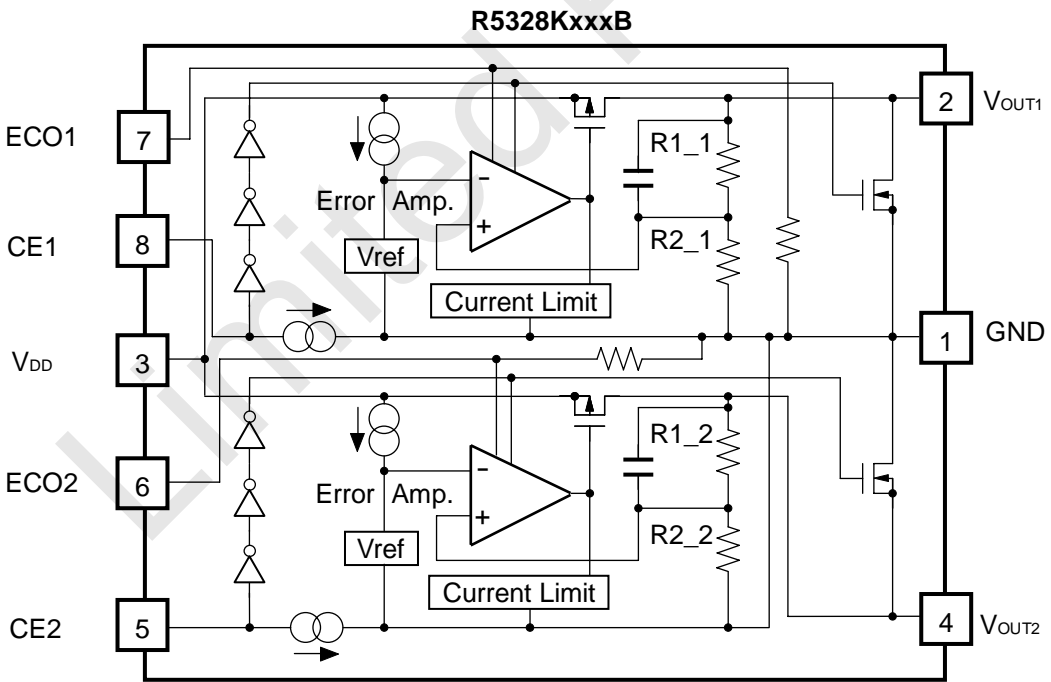 R5328KxxxB
ECO1
7
2
VOUT1
R1_1
-
Error Amp.
+
CE1
8
Vref
R2_1
Current Limit
VDD
3
1
GND
R1_2
-
ECO2
6
Error Amp.
+
Vref
R2_2
Current Limit
CE2
5
4
VOUT2
Limited